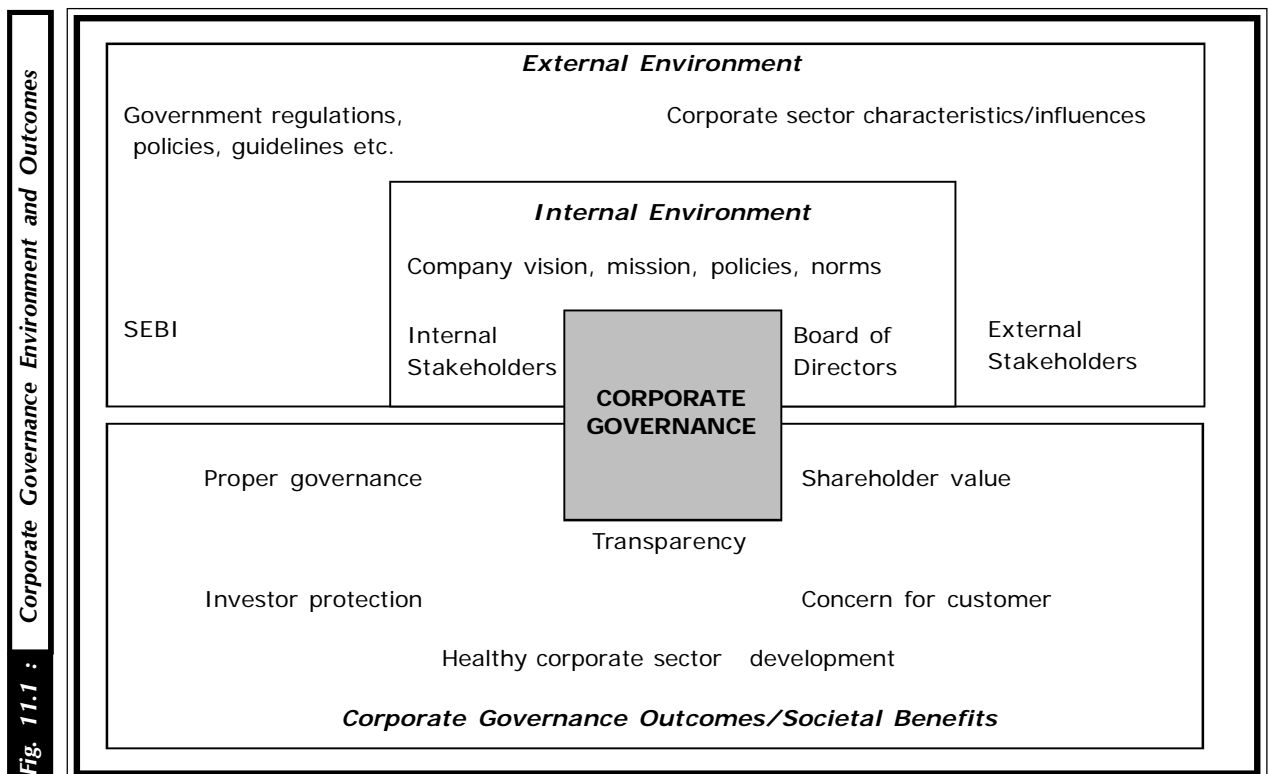 Fig. 11.1 : Corporate Governance Environment and Outcomes
External Environment
Government regulations,
policies, guidelines etc.
Corporate sector characteristics/influences
Internal Environment
Company vision, mission, policies, norms
SEBI
Internal
Stakeholders
Board of
Directors
External
Stakeholders
CORPORATE
GOVERNANCE
Proper governance
Shareholder value
Transparency
Investor protection
Concern for customer
Healthy corporate sector development
Corporate Governance Outcomes/Societal Benefits